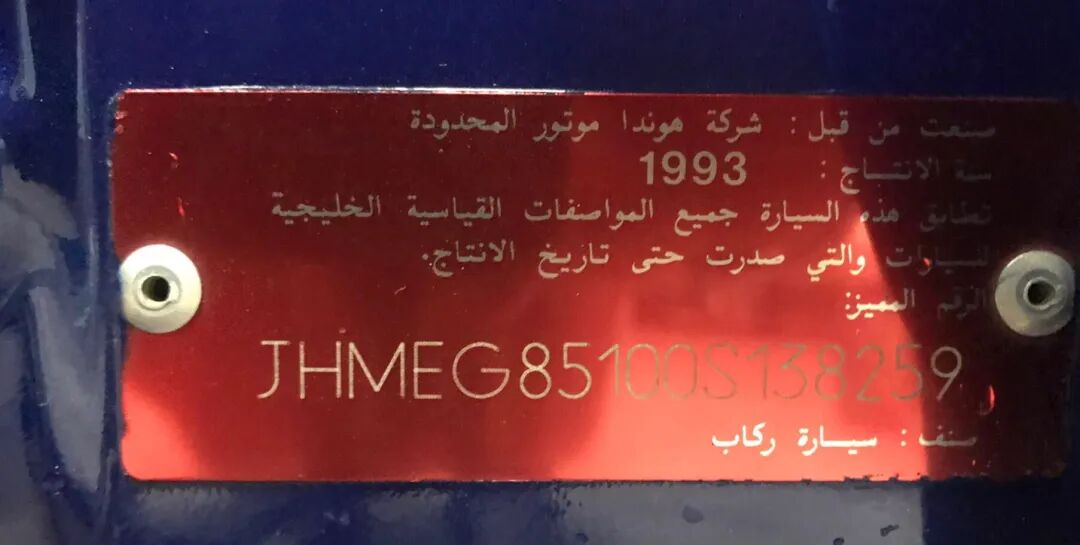 صنعت من قبل : شركة هوندا موتور المحدودة
سنة الانتاج : 1993
تطابق هذه السيارة جميع المواصفات القياسية الخليجية
للسيارات والتي صدرت حتى تاريخ الانتاج.
الرقم المميز:
JHMEG85100S138259
صنف : سيارة ركاب